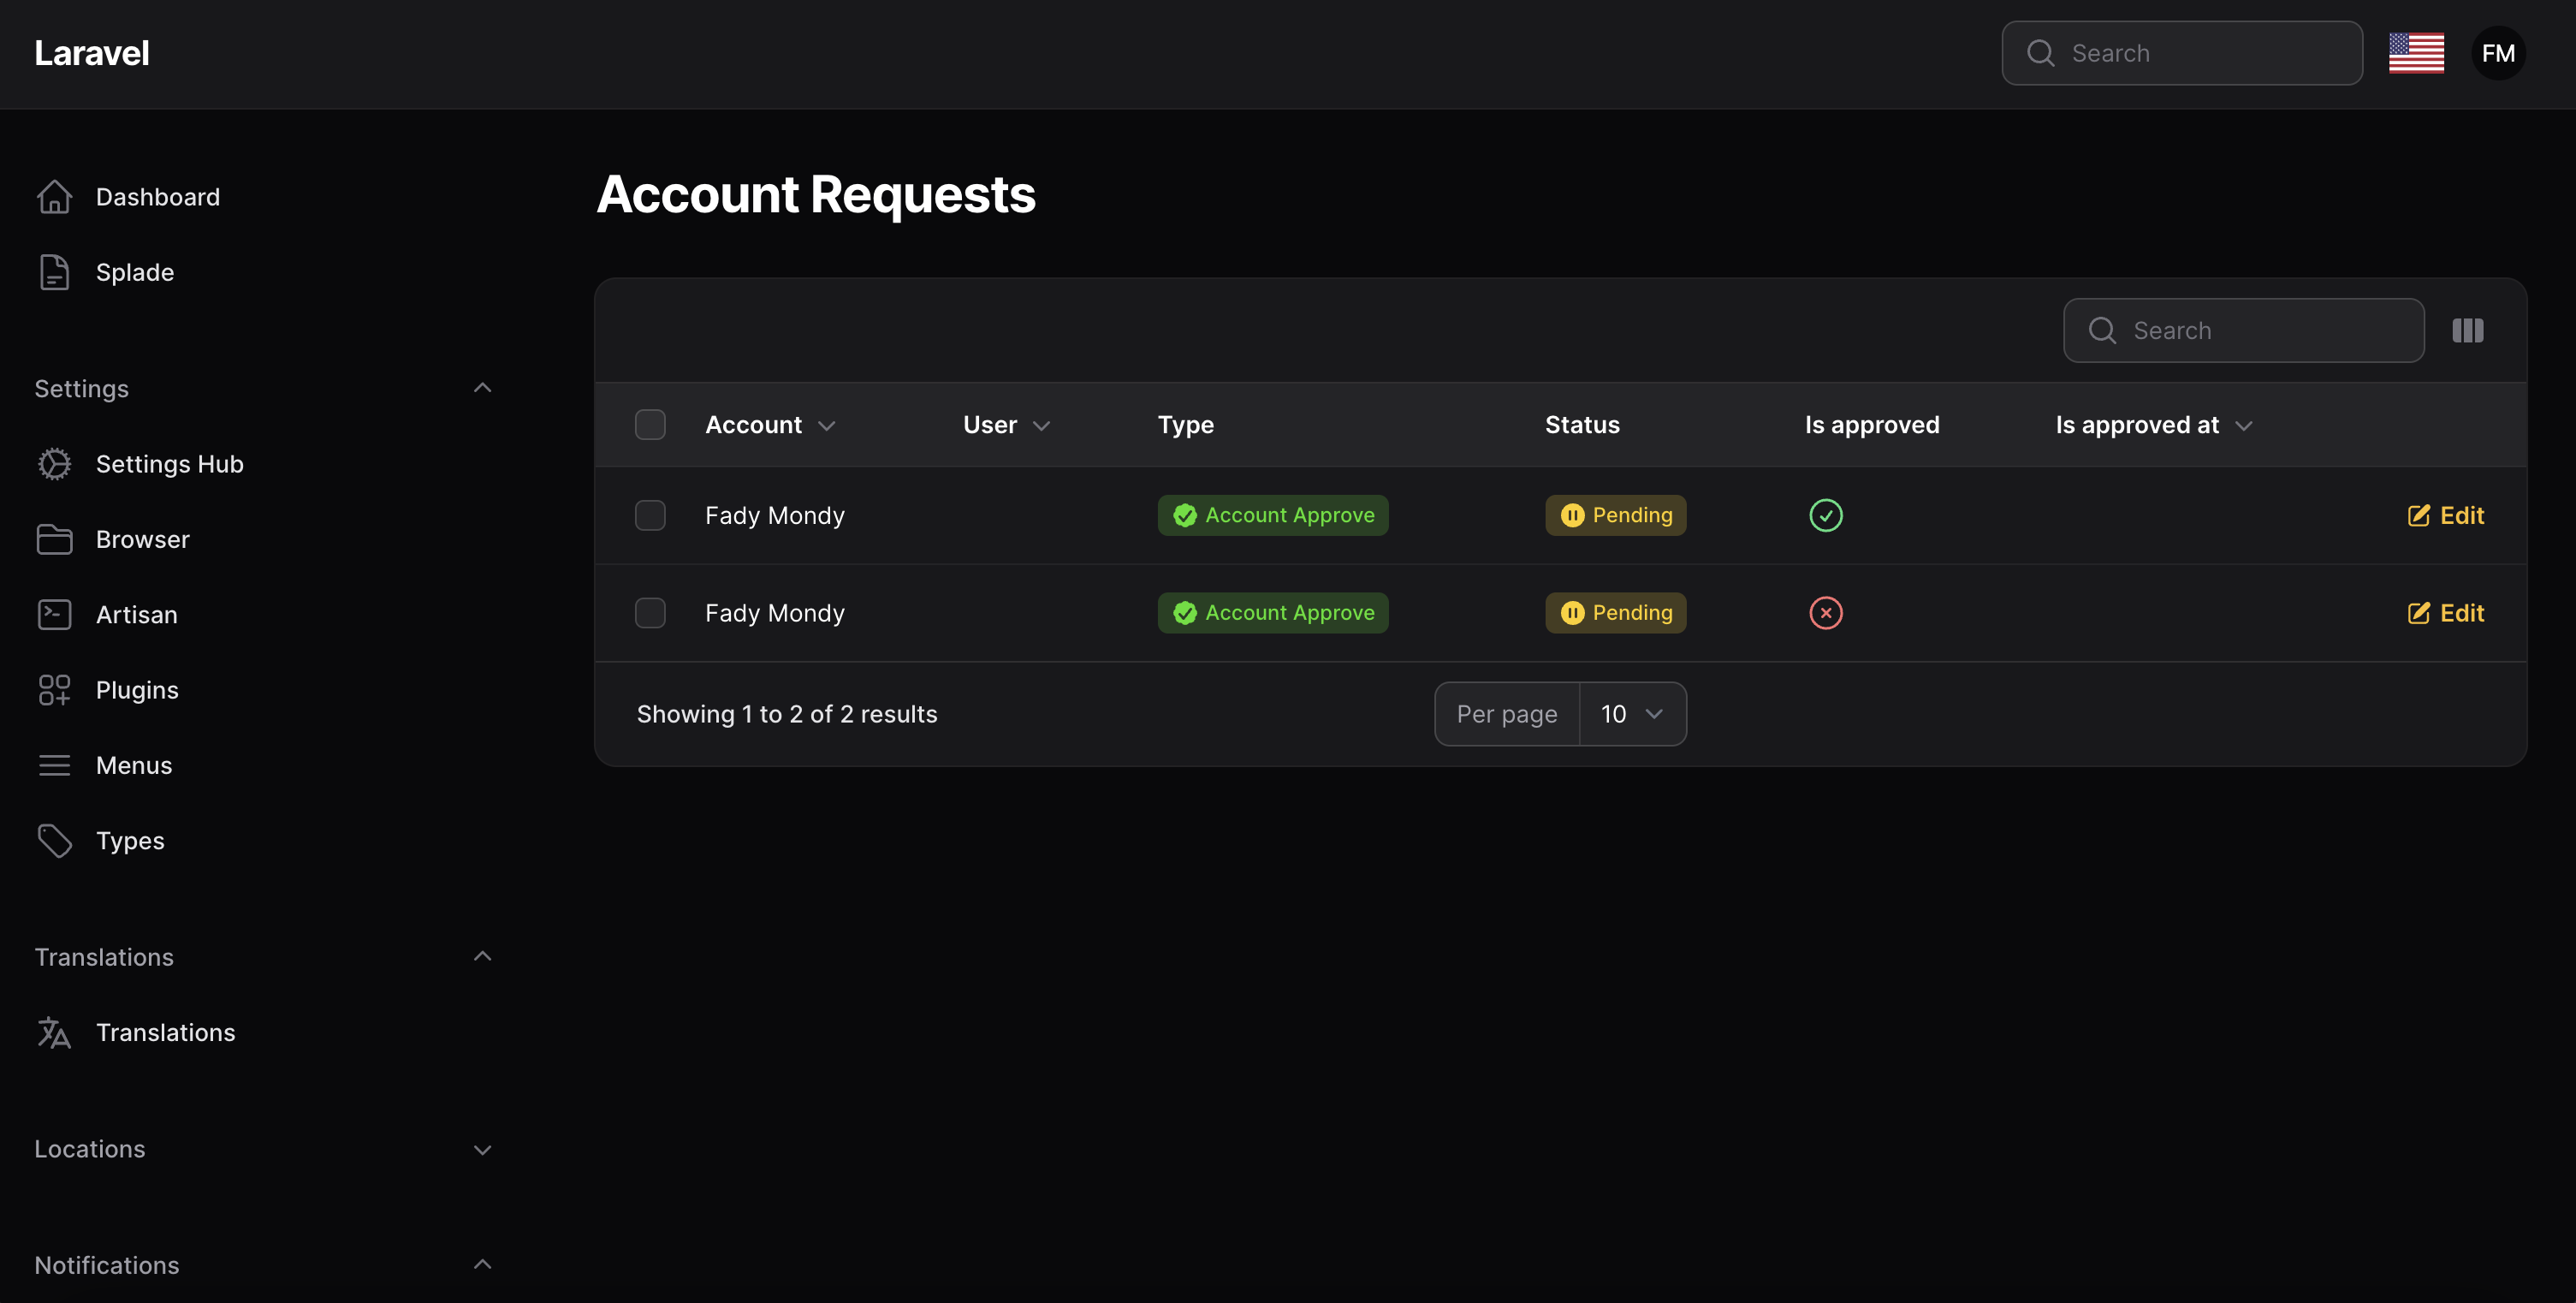 Laravel
Search
FM
Dashboard
Splade
Settings
Settings Hub
Browser
Artisan
Plugins
Menus
Types
Translations
Translations
Locations
Notifications
Account Requests
Search
Account User Type Status Is approved Is approved at
Fady Mondy Account Approve Pending Edit
Fady Mondy Account Approve Pending Edit
Showing 1 to 2 of 2 results Per page 10